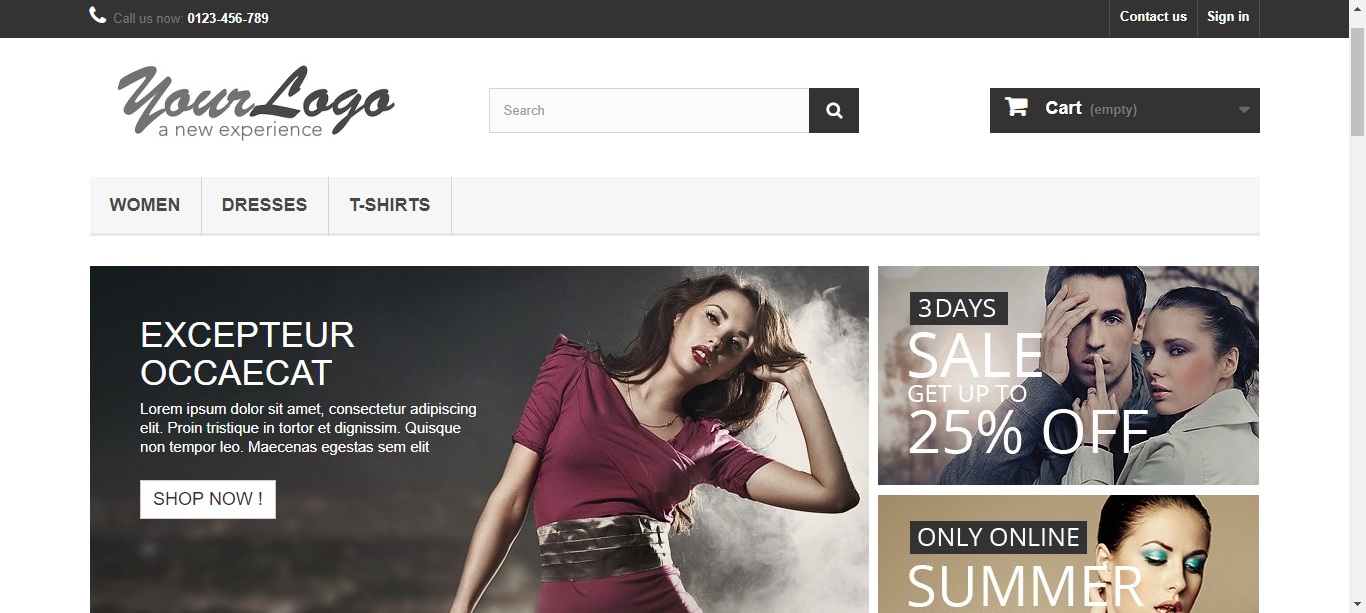 Call us now: 0123-456-789
Contact us
Sign in
YourLogo
a new experience
Search
Cart (empty)
WOMEN
DRESSES
T-SHIRTS
EXCEPTEUR
OCCAECAT
Lorem ipsum dolor sit amet, consectetur adipiscing
elit. Proin tristique in tortor et dignissim. Quisque
non tempor leo. Maecenas egestas sem elit
SHOP NOW !
3DAYS
SALE
GET UP TO
25% OFF
ONLY ONLINE
SUMMER